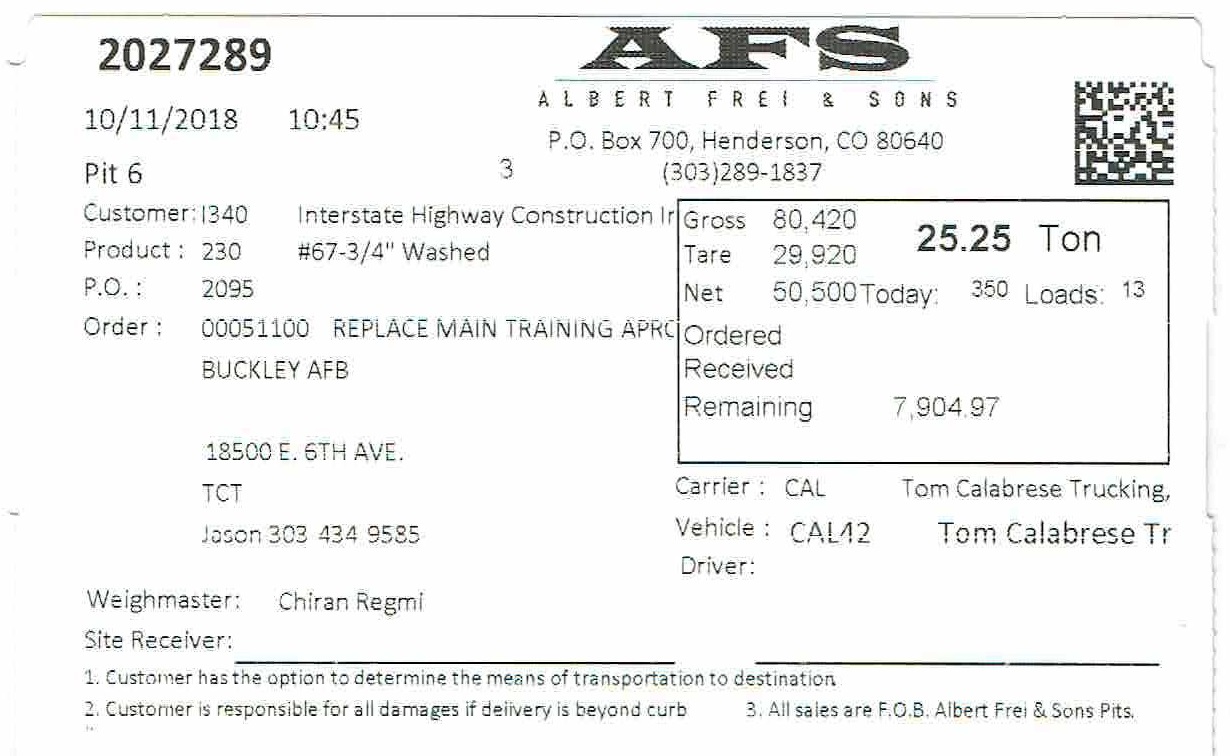 2027289
AFS
ALBERT FREI & SONS
10/11/2018 10:45
P.O. Box 700, Henderson, CO 80640
Pit 6 3 (303)289-1837
Customer: I340 Interstate Highway Construction Ir
Product : 230 #67-3/4" Washed
P.O. : 2095
Order : 00051100 REPLACE MAIN TRAINING APRO
BUCKLEY AFB
18500 E. 6TH AVE.
TCT
Jason 303 434 9585
Gross 80,420 25.25 Ton
Tare 29,920
Net 50,500 Today: 350 Loads: 13
Ordered
Received
Remaining 7,904.97
Carrier : CAL Tom Calabrese Trucking,
Vehicle : CAL42 Tom Calabrese Tr
Driver:
Weighmaster: Chiran Regmi
Site Receiver:
1. Customer has the option to determine the means of transportation to destination
2. Customer is responsible for all damages if delivery is beyond curb 3. All sales are F.O.B. Albert Frei & Sons Pits.